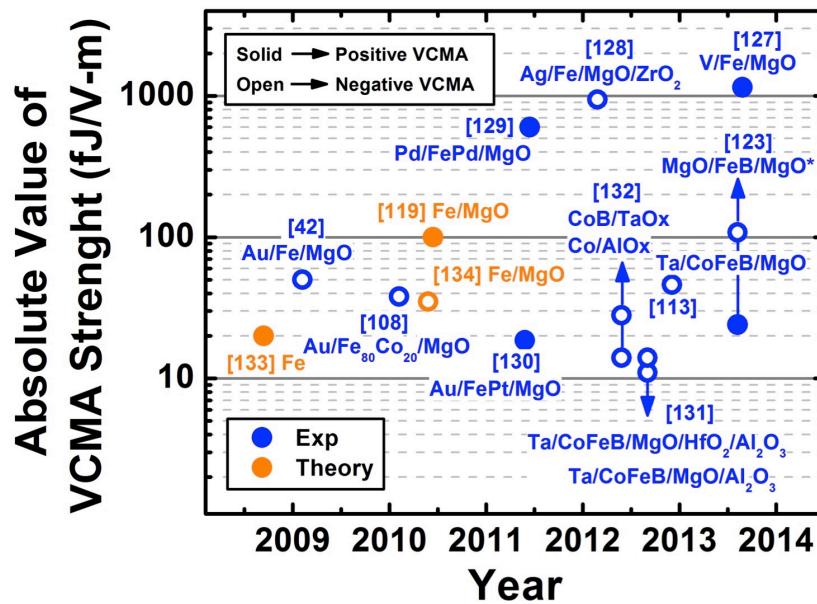 Absolute Value of
VCMA Strenght (fJ/V-m)
1000
100
10
Solid → Positive VCMA
Open → Negative VCMA
[128]
Ag/Fe/MgO/ZrO₂
[127]
V/Fe/MgO
[129]
Pd/FePd/MgO
[123]
MgO/FeB/MgO*
[132]
CoB/TaOx
Co/AlOx
[119] Fe/MgO
[42]
Au/Fe/MgO
[134] Fe/MgO
Ta/CoFeB/MgO
[113]
[108]
Au/Fe₈₀Co₂₀/MgO
[133] Fe
[130]
Au/FePt/MgO
[131]
Ta/CoFeB/MgO/HfO₂/Al₂O₃
Ta/CoFeB/MgO/Al₂O₃
Exp
Theory
2009 2010 2011 2012 2013 2014
Year